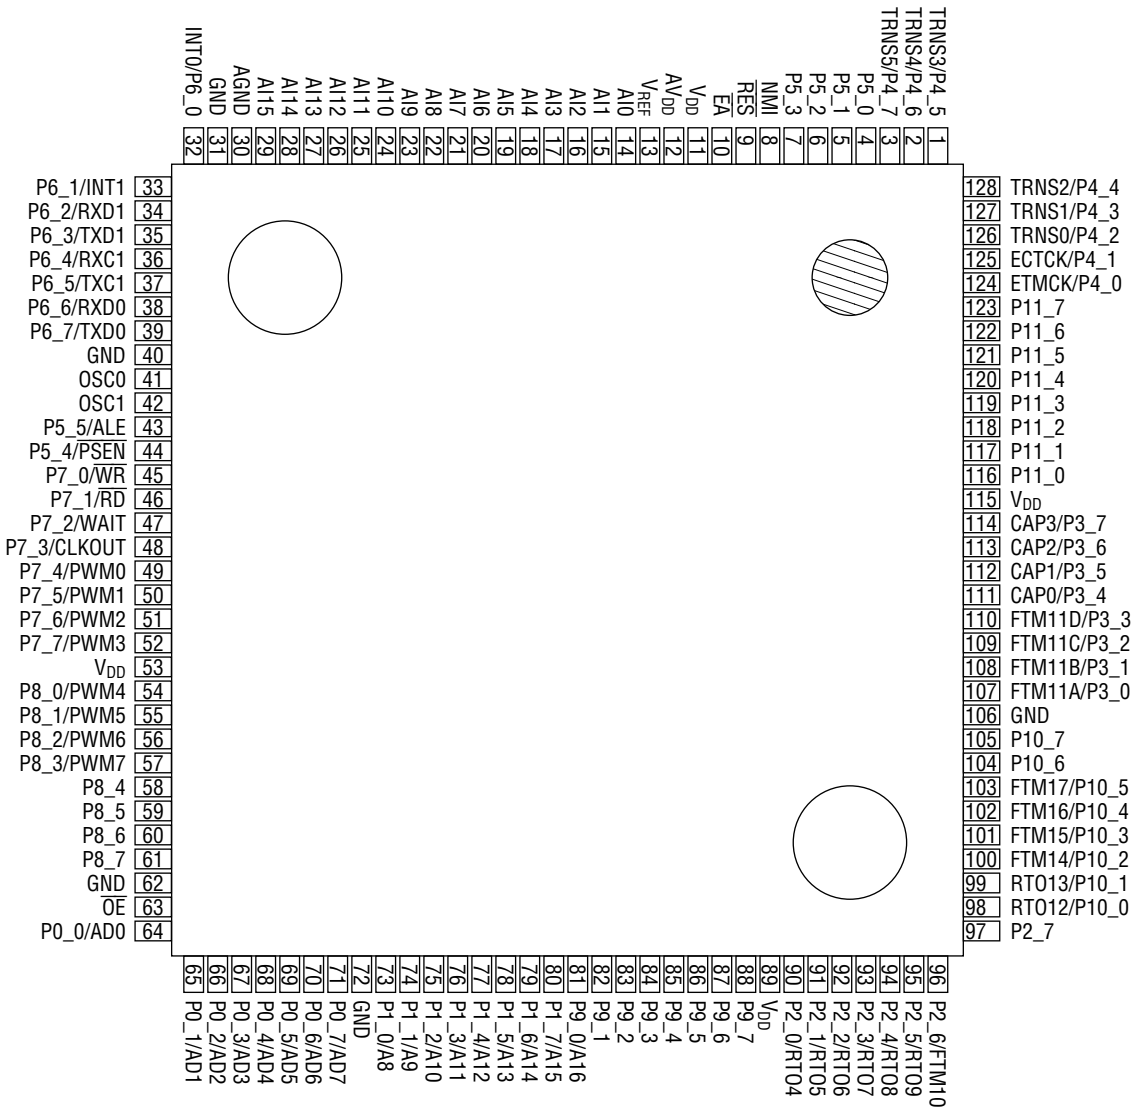 INT0/P6_0
GND
AGND
AI15
AI14
AI13
AI12
AI11
AI10
AI9
AI8
AI7
AI6
AI5
AI4
AI3
AI2
AI1
AI0
VREF
AVDD
VDD
EA
RES
NMI
P5_3
P5_2
P5_1
P5_0
TRNS5/P4_7
TRNS4/P4_6
TRNS3/P4_5
32
31
30
29
28
27
26
25
24
23
22
21
20
19
18
17
16
15
14
13
12
11
10
9
8
7
6
5
4
3
2
1
P6_1/INT1 33
P6_2/RXD1 34
P6_3/TXD1 35
P6_4/RXC1 36
P6_5/TXC1 37
P6_6/RXD0 38
P6_7/TXD0 39
GND 40
OSC0 41
OSC1 42
P5_5/ALE 43
P5_4/PSEN 44
P7_0/WR 45
P7_1/RD 46
P7_2/WAIT 47
P7_3/CLKOUT 48
P7_4/PWM0 49
P7_5/PWM1 50
P7_6/PWM2 51
P7_7/PWM3 52
VDD 53
P8_0/PWM4 54
P8_1/PWM5 55
P8_2/PWM6 56
P8_3/PWM7 57
P8_4 58
P8_5 59
P8_6 60
P8_7 61
GND 62
OE 63
P0_0/AD0 64
128 TRNS2/P4_4
127 TRNS1/P4_3
126 TRNS0/P4_2
125 ECTCK/P4_1
124 ETMCK/P4_0
123 P11_7
122 P11_6
121 P11_5
120 P11_4
119 P11_3
118 P11_2
117 P11_1
116 P11_0
115 VDD
114 CAP3/P3_7
113 CAP2/P3_6
112 CAP1/P3_5
111 CAP0/P3_4
110 FTM11D/P3_3
109 FTM11C/P3_2
108 FTM11B/P3_1
107 FTM11A/P3_0
106 GND
105 P10_7
104 P10_6
103 FTM17/P10_5
102 FTM16/P10_4
101 FTM15/P10_3
100 FTM14/P10_2
99 RTO13/P10_1
98 RTO12/P10_0
97 P2_7
65 P0_1/AD1
66 P0_2/AD2
67 P0_3/AD3
68 P0_4/AD4
69 P0_5/AD5
70 P0_6/AD6
71 P0_7/AD7
72 GND
73 P1_0/A8
74 P1_1/A9
75 P1_2/A10
76 P1_3/A11
77 P1_4/A12
78 P1_5/A13
79 P1_6/A14
80 P1_7/A15
81 P9_0/A16
82 P9_1
83 P9_2
84 P9_3
85 P9_4
86 P9_5
87 P9_6
88 P9_7
89 VDD
90 P2_0/RTO4
91 P2_1/RTO5
92 P2_2/RTO6
93 P2_3/RTO7
94 P2_4/RTO8
95 P2_5/RTO9
96 P2_6/FTM10